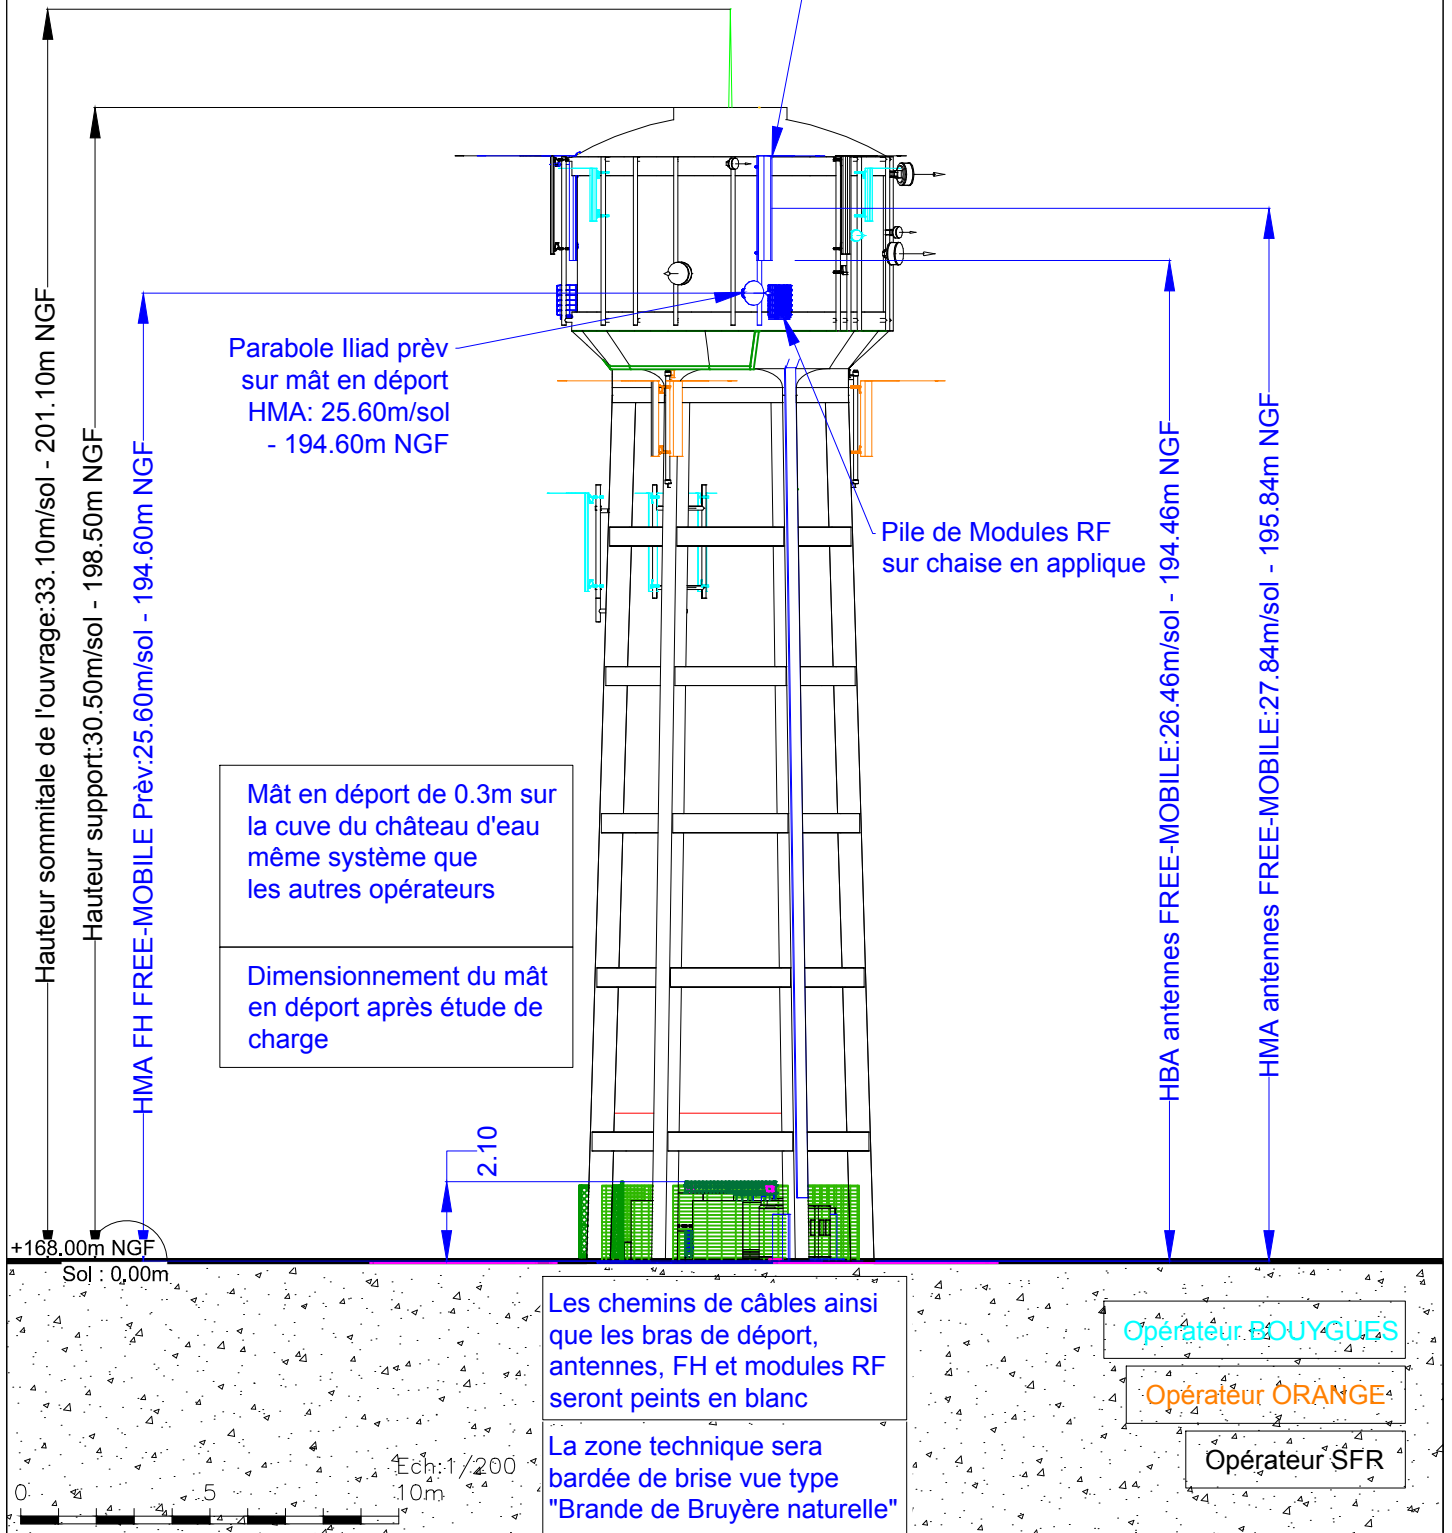 Hauteur sommitale de l'ouvrage:33.10m/sol - 201.10m NGF
Hauteur support:30.50m/sol - 198.50m NGF
HMA FH FREE-MOBILE Prèv:25.60m/sol - 194.60m NGF
Parabole Iliad prèv
sur mât en déport
HMA: 25.60m/sol
- 194.60m NGF
Pile de Modules RF
sur chaise en applique
HBA antennes FREE-MOBILE:26.46m/sol - 194.46m NGF
HMA antennes FREE-MOBILE:27.84m/sol - 195.84m NGF
Mât en déport de 0.3m sur
la cuve du château d'eau
même système que
les autres opérateurs
Dimensionnement du mât
en déport après étude de
charge
2.10
+168.00m NGF
Sol : 0,00m
Les chemins de câbles ainsi
que les bras de déport,
antennes, FH et modules RF
seront peints en blanc
La zone technique sera
bardée de brise vue type
"Brande de Bruyère naturelle"
Opérateur BOUYGUES
Opérateur ORANGE
Opérateur SFR
Ech:1/200
0 5 10m